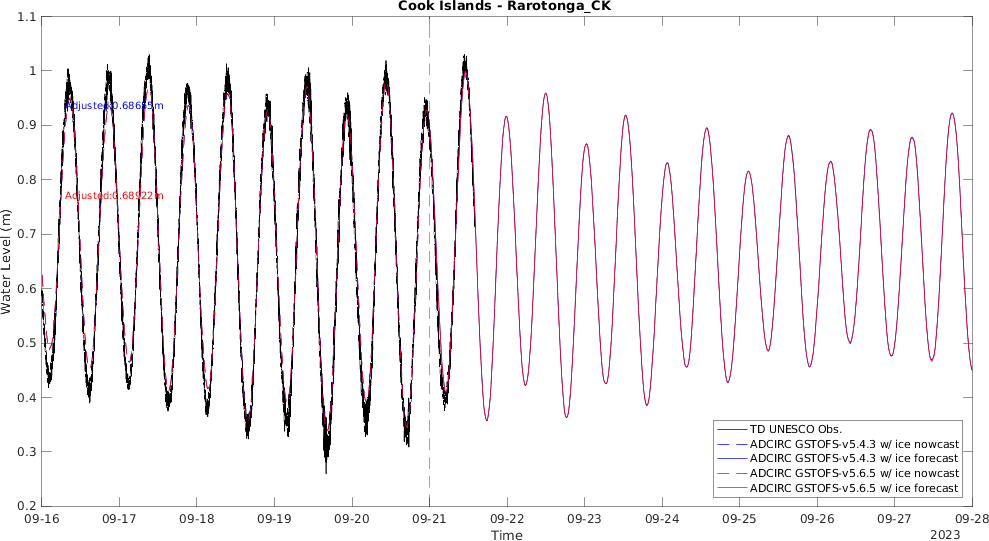 Cook Islands - Rarotonga_CK
Water Level (m)
1.1
1
0.9
0.8
0.7
0.6
0.5
0.4
0.3
0.2
Adjusted:0.68685m
Adjusted:0.68922m
TD UNESCO Obs.
ADCIRC GSTOFS-v5.4.3 w/ ice nowcast
ADCIRC GSTOFS-v5.4.3 w/ ice forecast
ADCIRC GSTOFS-v5.6.5 w/ ice nowcast
ADCIRC GSTOFS-v5.6.5 w/ ice forecast
09-16 09-17 09-18 09-19 09-20 09-21 09-22 09-23 09-24 09-25 09-26 09-27 09-28
Time
2023